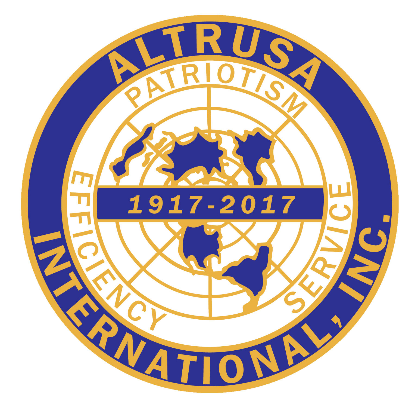 ALTRUSA
PATRIOTISM
EFFICIENCY
SERVICE
1917-2017
INTERNATIONAL, INC.